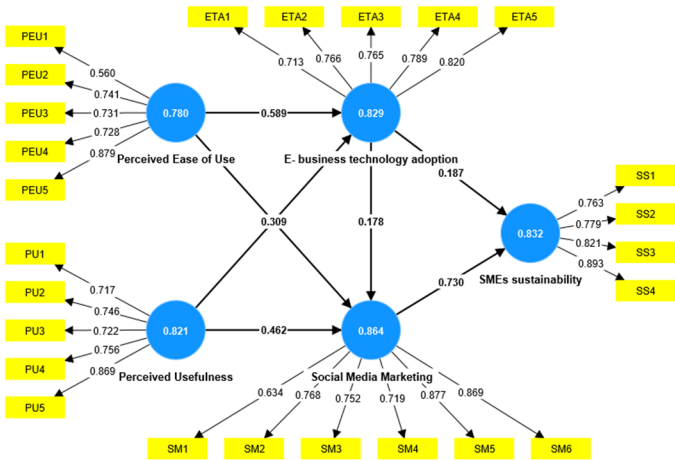 ETA1 ETA2 ETA3 ETA4 ETA5
PEU1
PEU2
PEU3
PEU4
PEU5
0.560
0.741
0.731
0.728
0.879
0.713 0.766 0.765 0.789 0.820
0.780
0.589
0.829
Perceived Ease of Use
E- business technology adoption
0.187
0.309
0.178
SS1
SS2
SS3
SS4
0.763
0.779
0.821
0.893
0.832
SMEs sustainability
0.730
PU1
PU2
PU3
PU4
PU5
0.717
0.746
0.722
0.756
0.869
0.821
0.462
0.864
Perceived Usefulness
Social Media Marketing
0.634 0.768 0.752 0.719 0.877 0.869
SM1 SM2 SM3 SM4 SM5 SM6